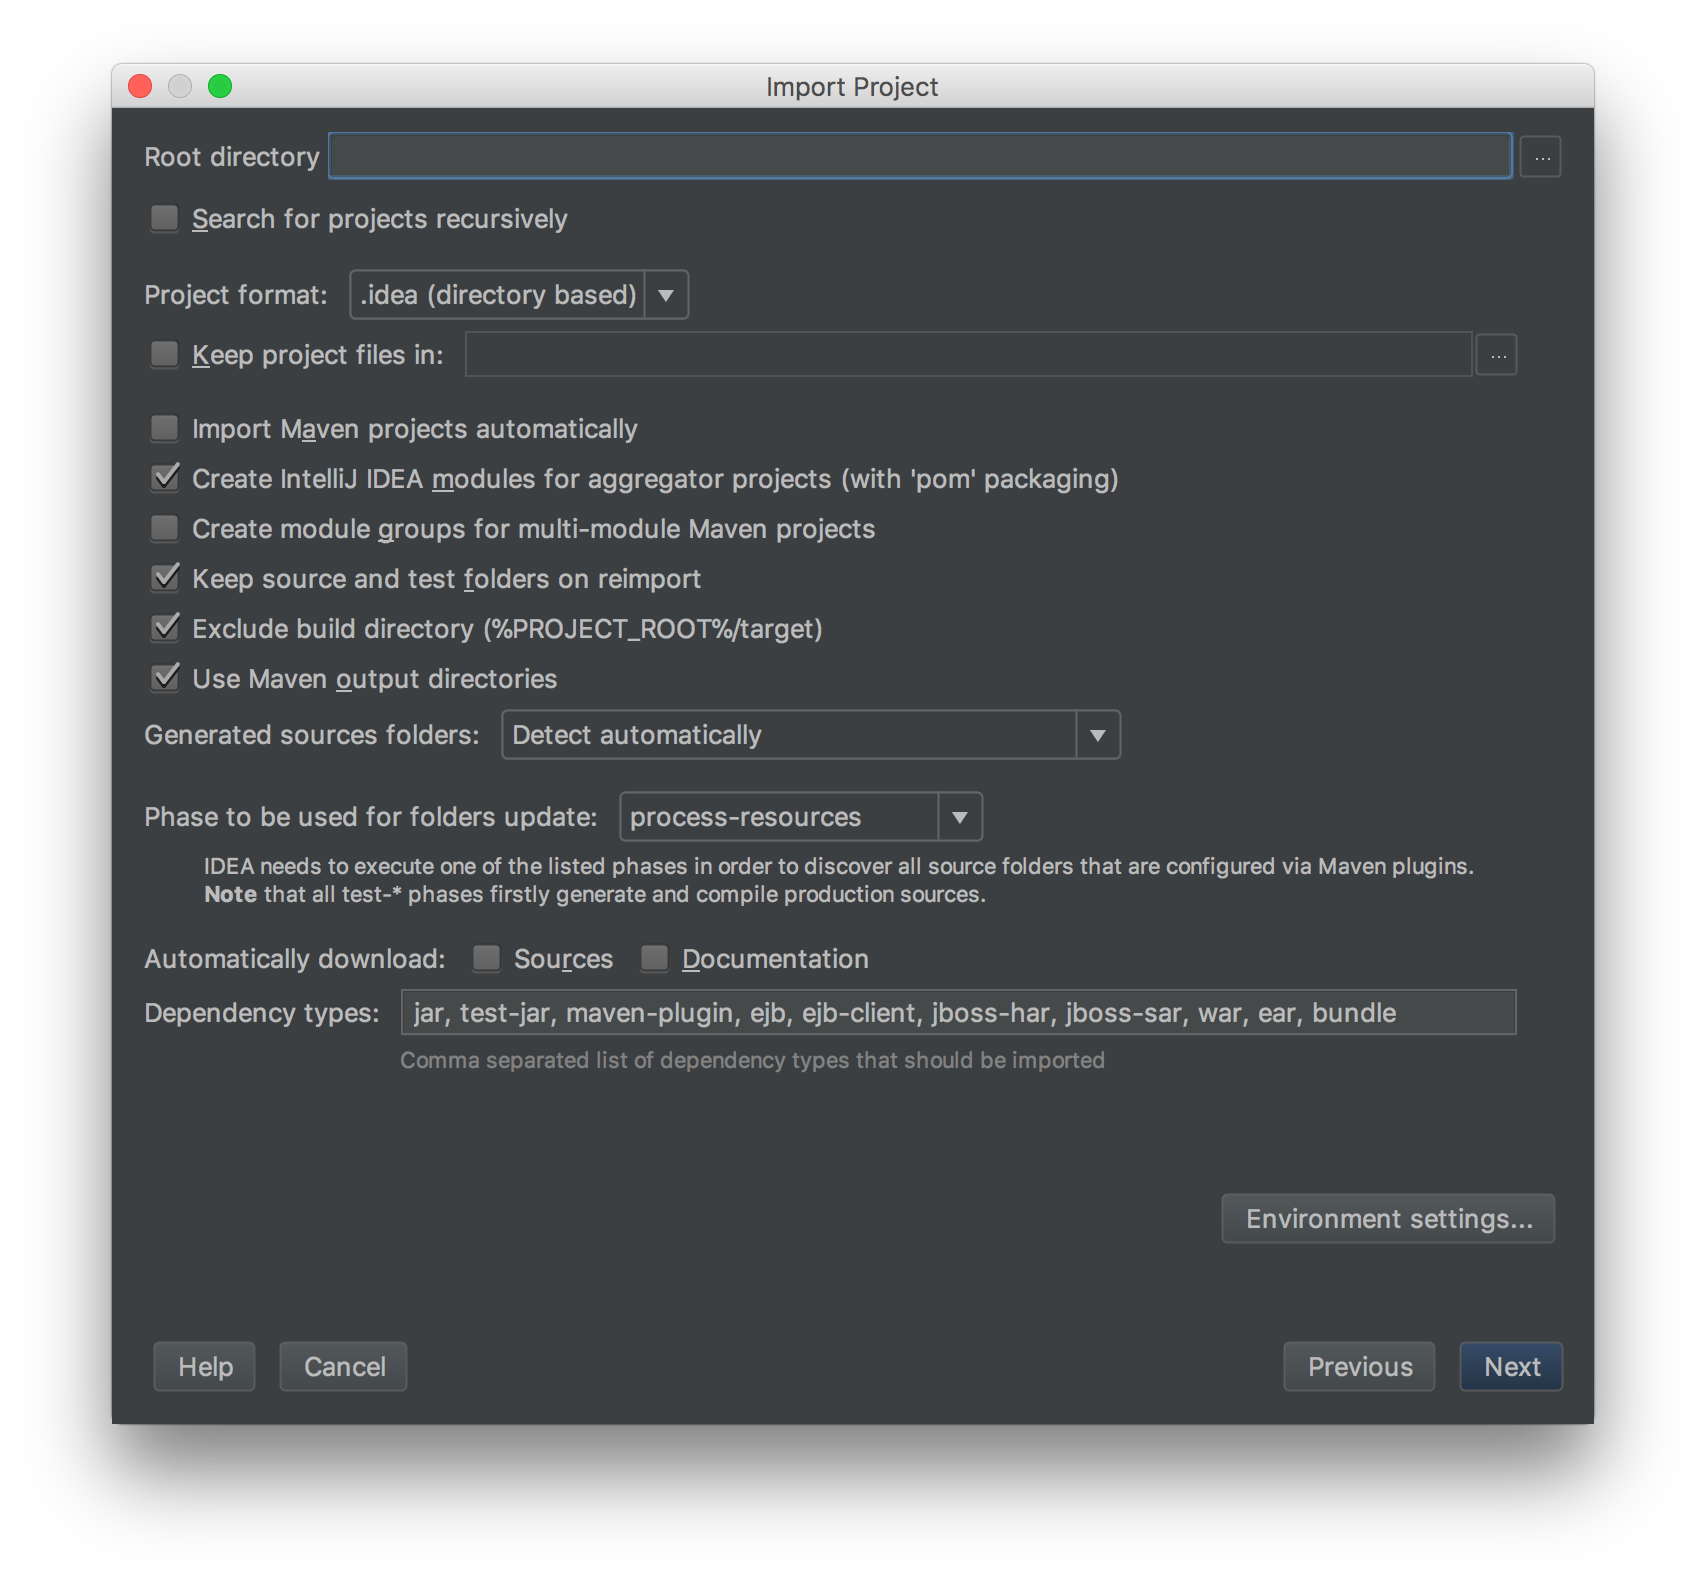 Import Project
Root directory
...
Search for projects recursively
Project format: .idea (directory based)
Keep project files in:
...
Import Maven projects automatically
Create IntelliJ IDEA modules for aggregator projects (with 'pom' packaging)
Create module groups for multi-module Maven projects
Keep source and test folders on reimport
Exclude build directory (%PROJECT_ROOT%/target)
Use Maven output directories
Generated sources folders: Detect automatically
Phase to be used for folders update: process-resources
IDEA needs to execute one of the listed phases in order to discover all source folders that are configured via Maven plugins.
Note that all test-* phases firstly generate and compile production sources.
Automatically download: Sources Documentation
Dependency types: jar, test-jar, maven-plugin, ejb, ejb-client, jboss-har, jboss-sar, war, ear, bundle
Comma separated list of dependency types that should be imported
Environment settings...
Help Cancel Previous Next